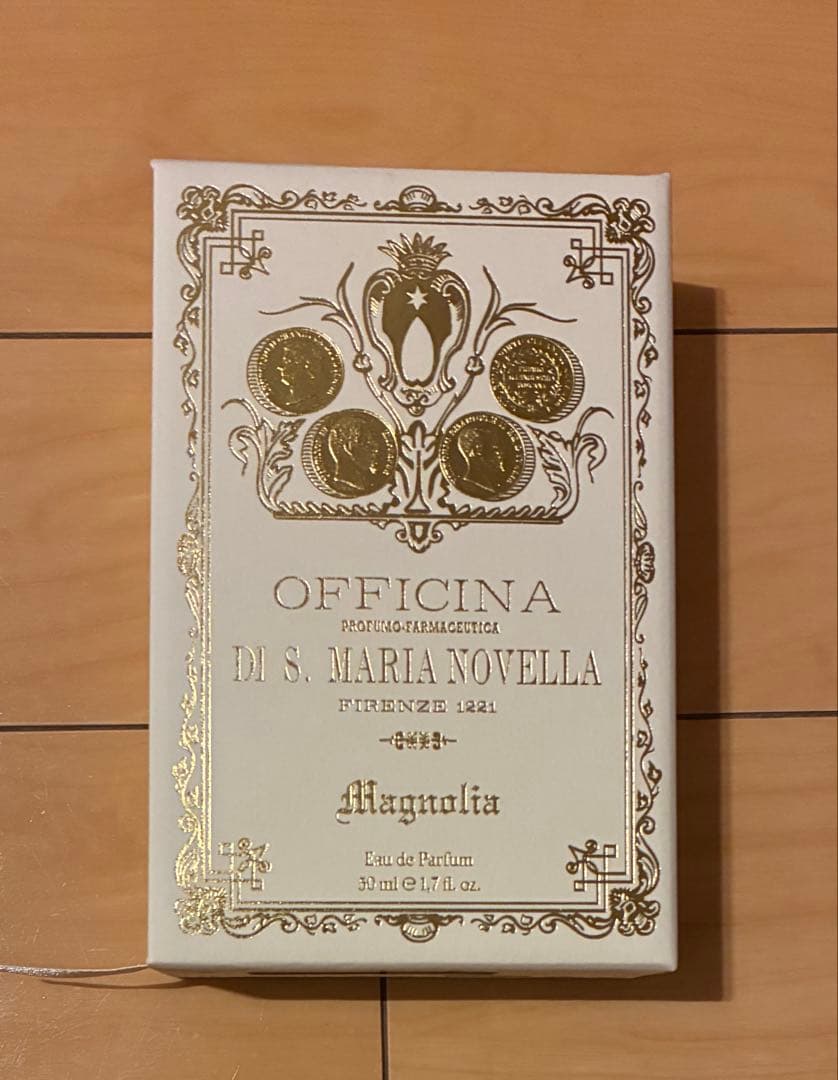 OFFICINA
PROFUMO-FARMACEUTICA
DI S. MARIA NOVELLA
FIRENZE 1221
Magnolia
Eau de Parfum
50 ml ℮ 1,7 fl. oz.